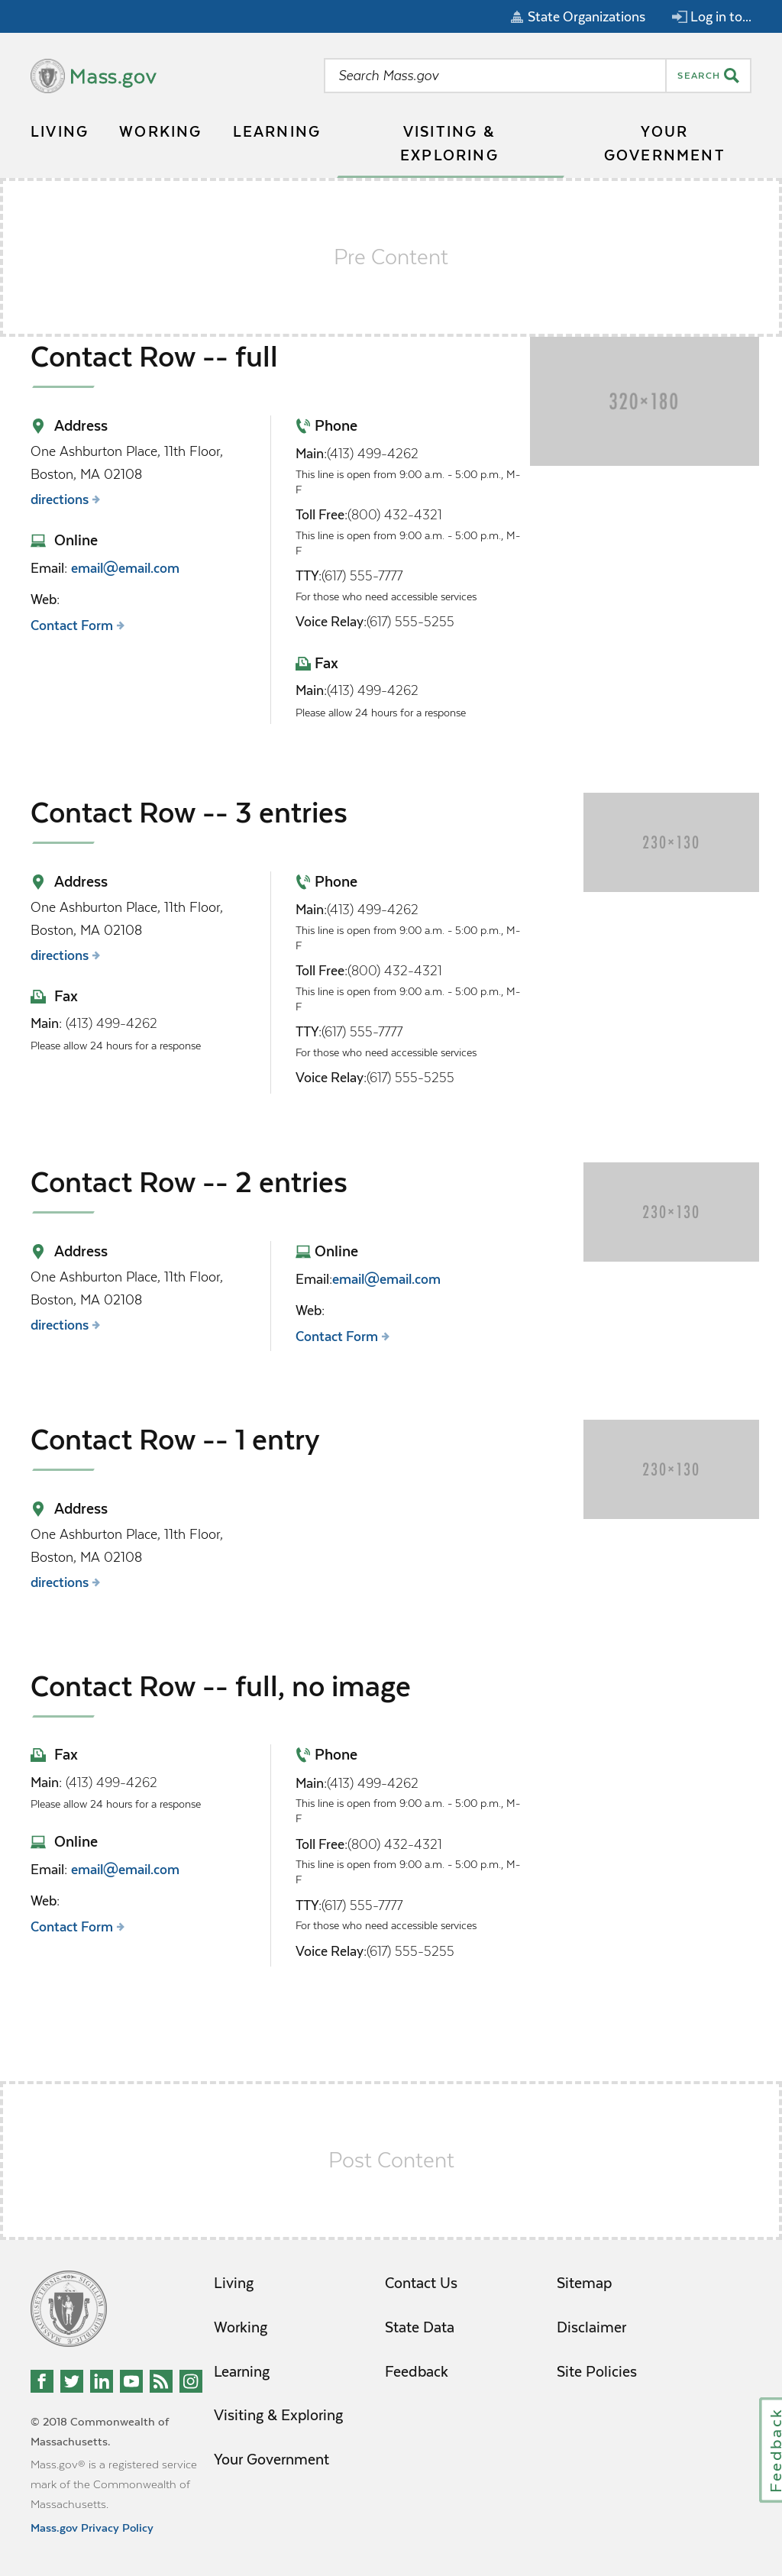 State Organizations
Log in to...
Mass.gov
Search Mass.gov
SEARCH
LIVING
WORKING
LEARNING
VISITING &
EXPLORING
YOUR
GOVERNMENT
Pre Content
Contact Row -- full
320×180
Address
One Ashburton Place, 11th Floor,
Boston, MA 02108
directions
Online
Email: email@email.com
Web:
Contact Form
Phone
Main:(413) 499-4262
This line is open from 9:00 a.m. - 5:00 p.m., M-
F
Toll Free:(800) 432-4321
This line is open from 9:00 a.m. - 5:00 p.m., M-
F
TTY:(617) 555-7777
For those who need accessible services
Voice Relay:(617) 555-5255
Fax
Main:(413) 499-4262
Please allow 24 hours for a response
Contact Row -- 3 entries
230×130
Address
One Ashburton Place, 11th Floor,
Boston, MA 02108
directions
Fax
Main: (413) 499-4262
Please allow 24 hours for a response
Phone
Main:(413) 499-4262
This line is open from 9:00 a.m. - 5:00 p.m., M-
F
Toll Free:(800) 432-4321
This line is open from 9:00 a.m. - 5:00 p.m., M-
F
TTY:(617) 555-7777
For those who need accessible services
Voice Relay:(617) 555-5255
Contact Row -- 2 entries
230×130
Address
One Ashburton Place, 11th Floor,
Boston, MA 02108
directions
Online
Email:email@email.com
Web:
Contact Form
Contact Row -- 1 entry
230×130
Address
One Ashburton Place, 11th Floor,
Boston, MA 02108
directions
Contact Row -- full, no image
Fax
Main: (413) 499-4262
Please allow 24 hours for a response
Online
Email: email@email.com
Web:
Contact Form
Phone
Main:(413) 499-4262
This line is open from 9:00 a.m. - 5:00 p.m., M-
F
Toll Free:(800) 432-4321
This line is open from 9:00 a.m. - 5:00 p.m., M-
F
TTY:(617) 555-7777
For those who need accessible services
Voice Relay:(617) 555-5255
Post Content
Living
Working
Learning
Visiting & Exploring
Your Government
Contact Us
State Data
Feedback
Sitemap
Disclaimer
Site Policies
© 2018 Commonwealth of
Massachusetts.
Mass.gov® is a registered service
mark of the Commonwealth of
Massachusetts.
Mass.gov Privacy Policy
Feedback